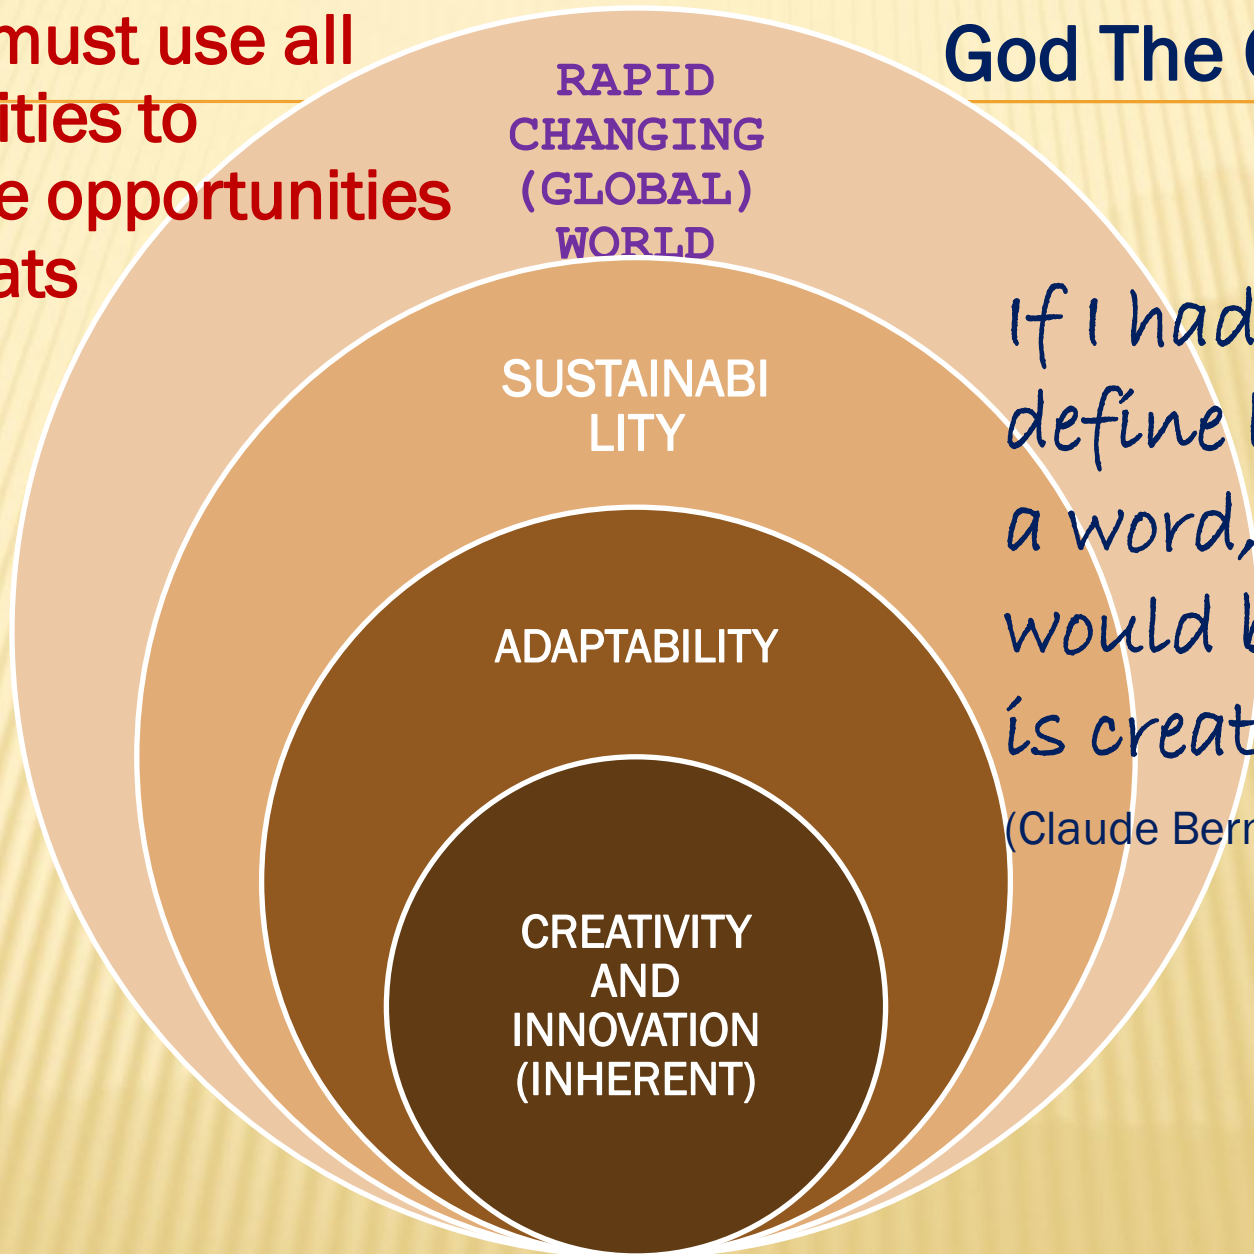 must use all
ities to
e opportunities
ats
God The
RAPID
CHANGING
(GLOBAL)
WORLD
SUSTAINABI
LITY
ADAPTABILITY
CREATIVITY
AND
INNOVATION
(INHERENT)
If I had
define
a word,
would
is creat
(Claude Bern